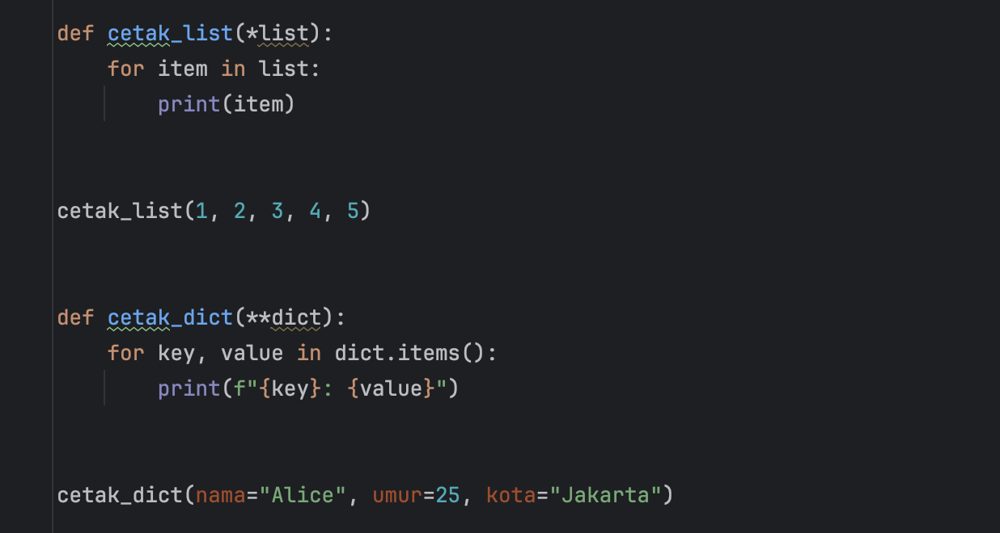 def cetak_list(*list):
    for item in list:
        print(item)
cetak_list(1, 2, 3, 4, 5)
def cetak_dict(**dict):
    for key, value in dict.items():
        print(f"{key}: {value}")
cetak_dict(nama="Alice", umur=25, kota="Jakarta")